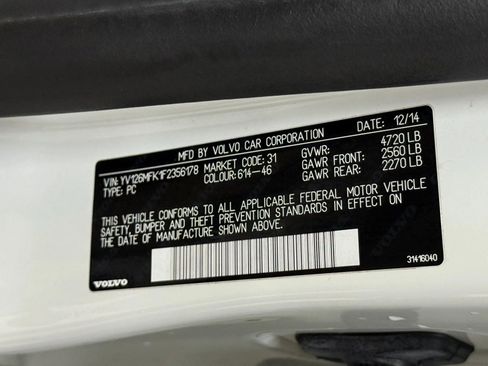 MFD BY VOLVO CAR CORPORATION DATE: 12/14
VIN: YV126MFK1F2356178 MARKET CODE: 31 GVWR: 4720 LB
TYPE: PC COLOUR: 614-46 GAWR FRONT: 2560 LB
GAWR REAR: 2270 LB
THIS VEHICLE CONFORMS TO ALL APPLICABLE FEDERAL MOTOR VEHICLE
SAFETY, BUMPER AND THEFT PREVENTION STANDARDS IN EFFECT ON
THE DATE OF MANUFACTURE SHOWN ABOVE.
31416040
VOLVO